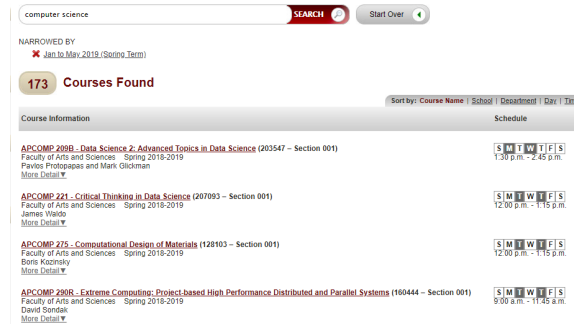 computer science
SEARCH
Start Over
NARROWED BY
Jan to May 2019 (Spring Term)
173 Courses Found
Sort by: Course Name | School | Department | Day | Tim
Course Information Schedule
APCOMP 209B - Data Science 2: Advanced Topics in Data Science (203547 – Section 001)
S M T W T F S
Faculty of Arts and Sciences Spring 2018-2019
1:30 p.m. - 2:45 p.m.
Pavlos Protopapas and Mark Glickman
More Detail▼
APCOMP 221 - Critical Thinking in Data Science (207093 – Section 001)
S M T W T F S
Faculty of Arts and Sciences Spring 2018-2019
12:00 p.m. - 1:15 p.m.
James Waldo
More Detail▼
APCOMP 275 - Computational Design of Materials (128103 – Section 001)
S M T W T F S
Faculty of Arts and Sciences Spring 2018-2019
12:00 p.m. - 1:15 p.m.
Boris Kozinsky
More Detail▼
APCOMP 290R - Extreme Computing: Project-based High Performance Distributed and Parallel Systems (160444 – Section 001)
S M T W T F S
Faculty of Arts and Sciences Spring 2018-2019
9:00 a.m. - 11:45 a.m.
David Sondak
More Detail▼